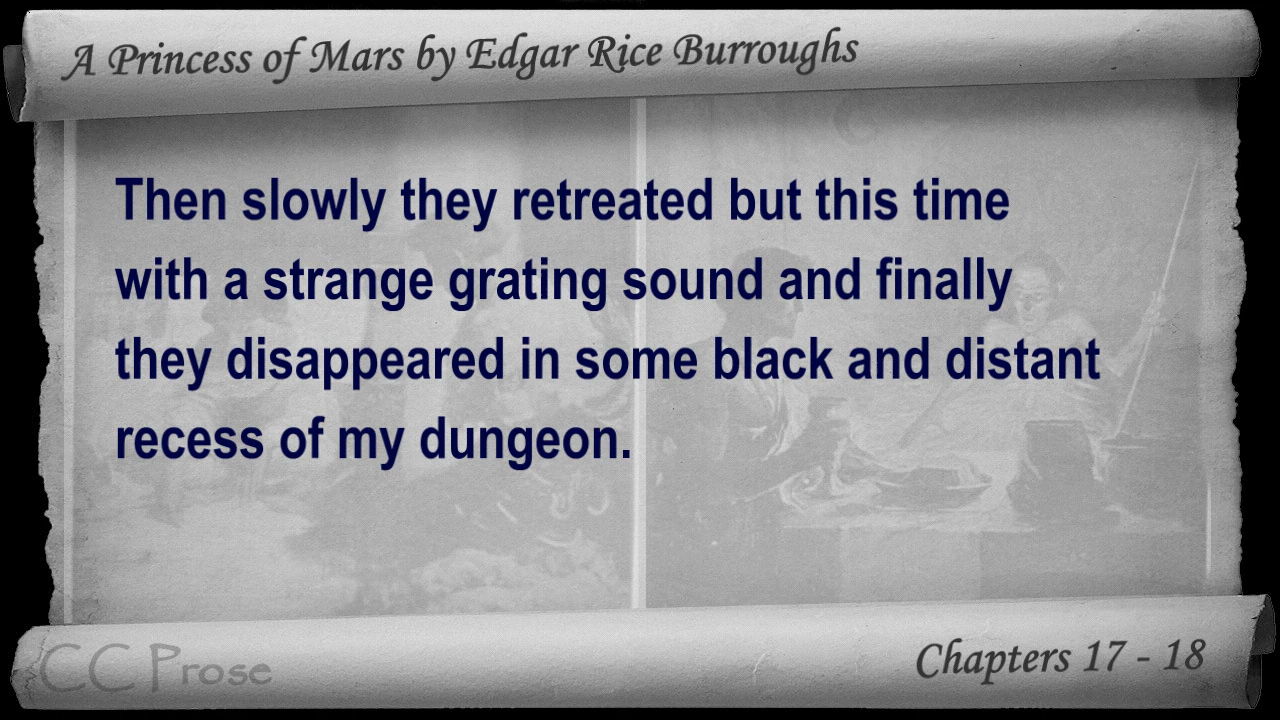 A Princess of Mars by Edgar Rice Burroughs
Then slowly they retreated but this time
with a strange grating sound and finally
they disappeared in some black and distant
recess of my dungeon.
CC Prose
Chapters 17 - 18